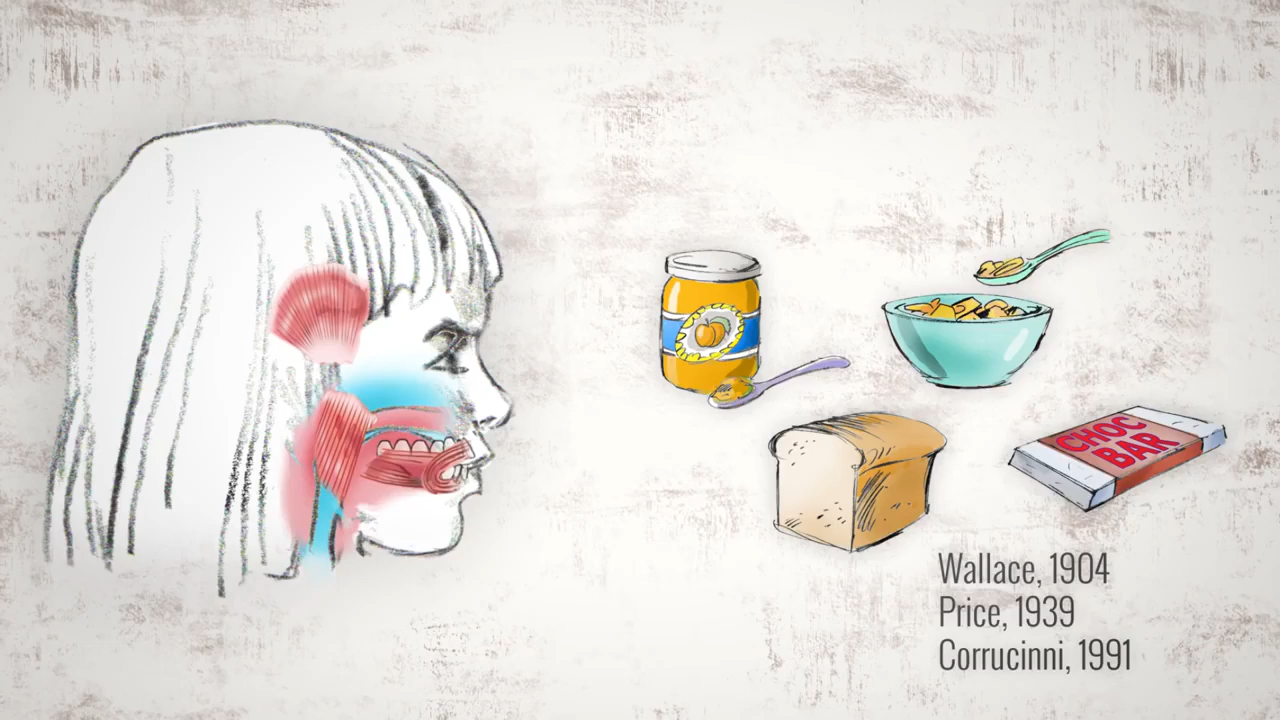 CHOC
BAR
Wallace, 1904
Price, 1939
Corrucinni, 1991